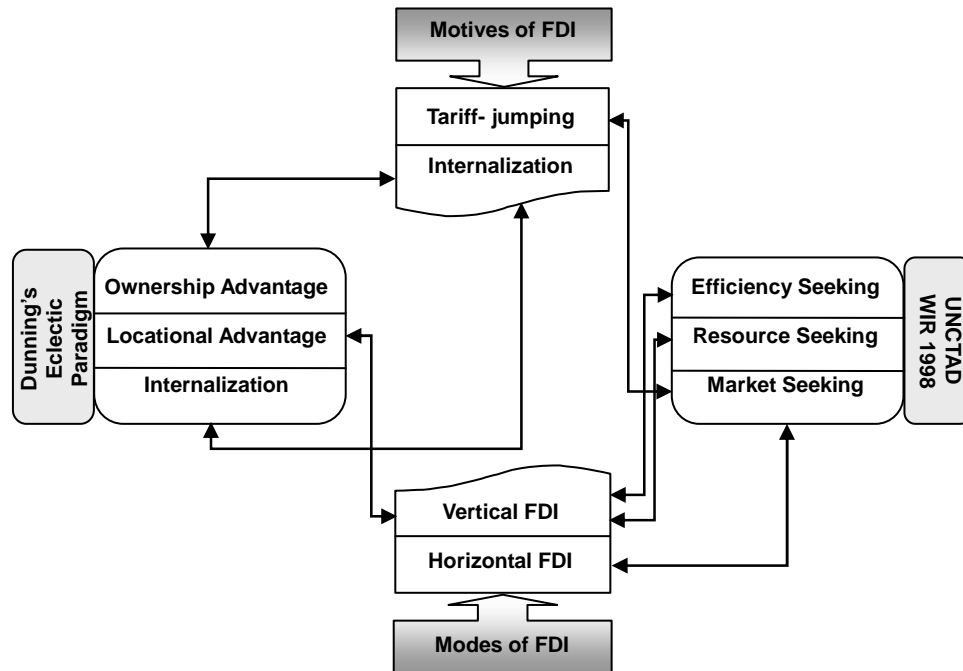 Motives of FDI
Tariff- jumping
Internalization
Dunning’s
Eclectic
Paradigm
Ownership Advantage
Locational Advantage
Internalization
Efficiency Seeking
Resource Seeking
Market Seeking
UNCTAD
WIR 1998
Vertical FDI
Horizontal FDI
Modes of FDI